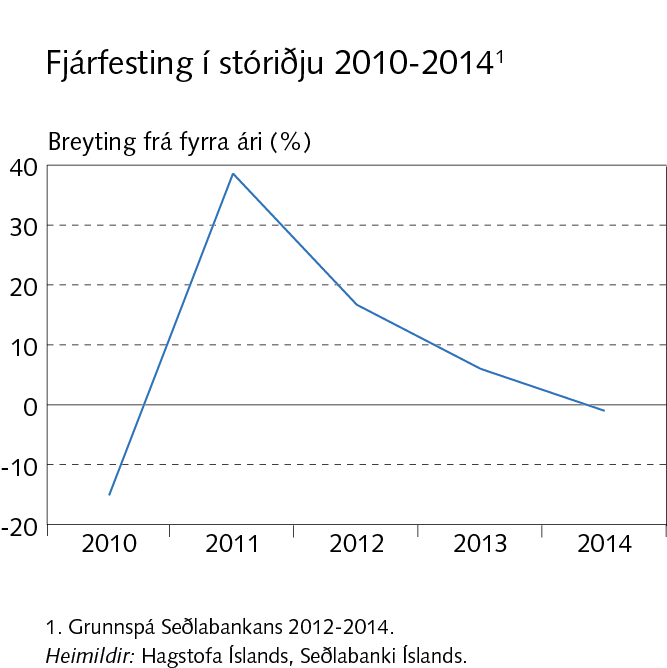 Fjárfesting í stóriðju 2010-2014¹
Breyting frá fyrra ári (%)
40
30
20
10
0
-10
-20
2010 2011 2012 2013 2014
1. Grunnspá Seðlabankans 2012-2014.
Heimildir: Hagstofa Íslands, Seðlabanki Íslands.